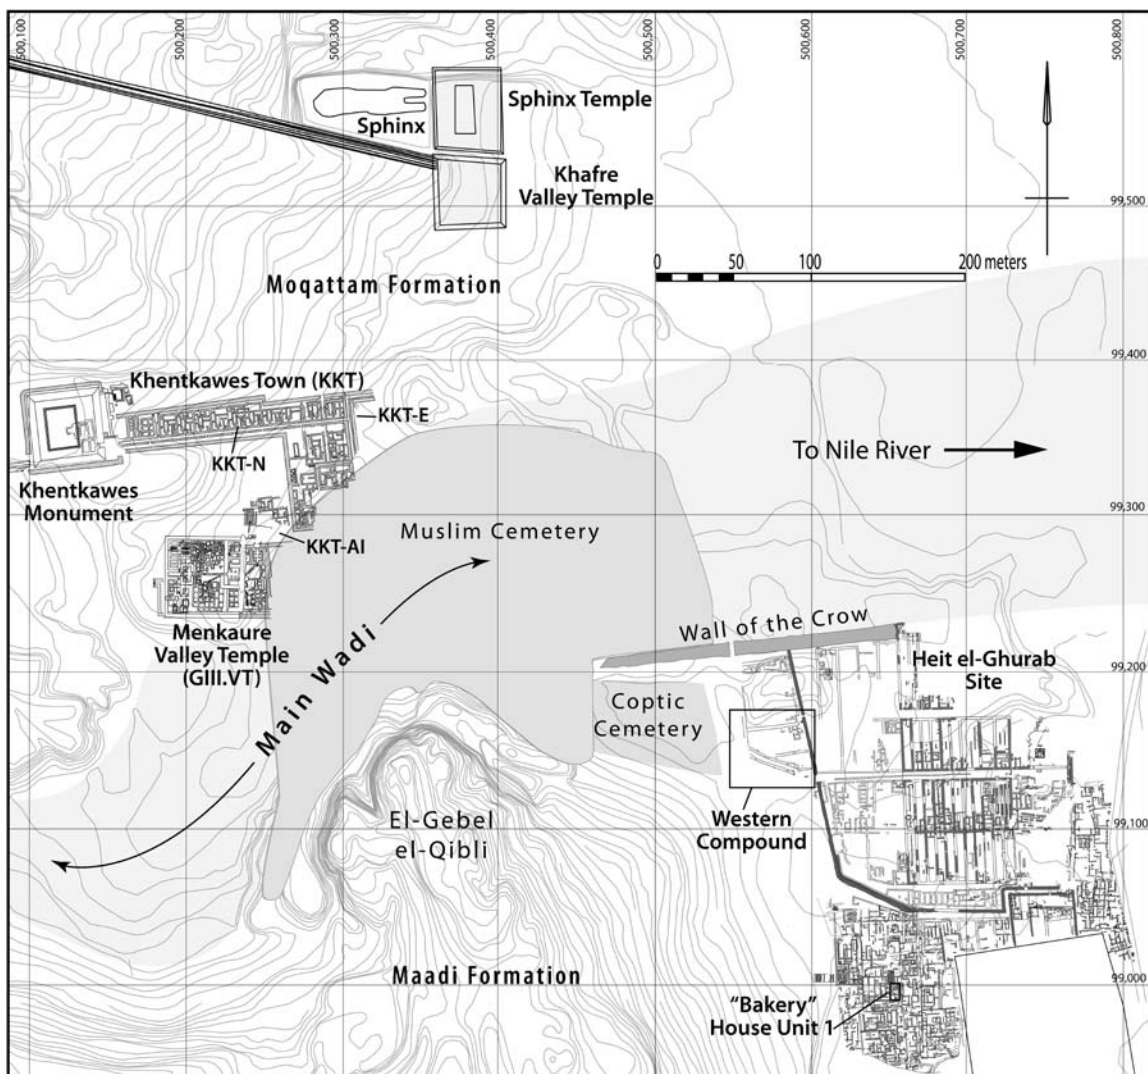 500,100
500,200
500,300
500,400
500,500
500,600
500,700
500,800
Sphinx Temple
Sphinx
Khafre
Valley Temple
99,500
0 50 100 200 meters
Moqattam Formation
99,400
Khentkawes Town (KKT)
KKT-E
To Nile River
KKT-N
Khentkawes
Monument
99,300
Muslim Cemetery
KKT-AI
Wall of the Crow
Menkaure
Valley Temple
(GIII.VT)
Heit el-Ghurab
Site
99,200
Main Wadi
Coptic
Cemetery
Western
Compound
El-Gebel
el-Qibli
99,100
Maadi Formation
99,000
“Bakery”
House Unit 1